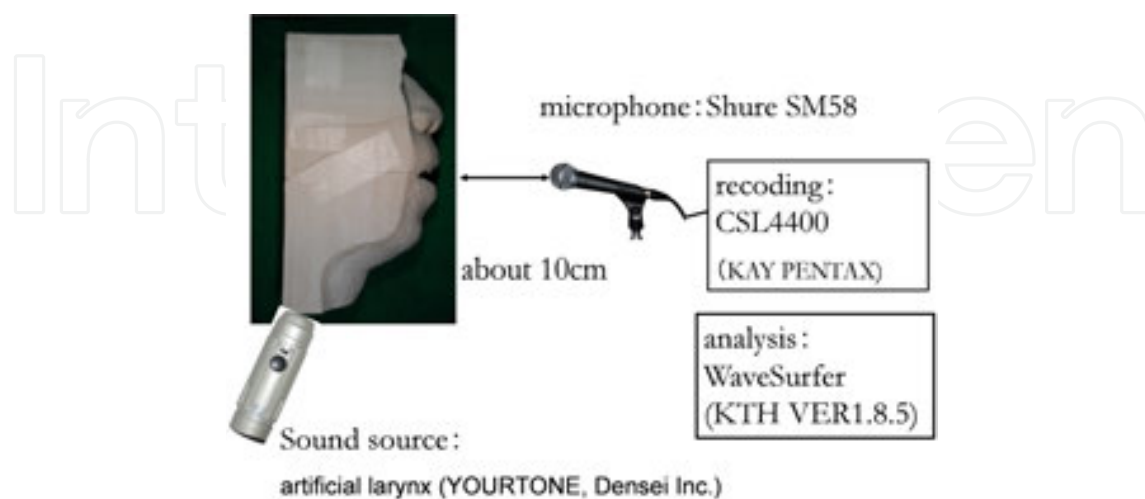 microphone: Shure SM58
recoding:
CSL4400
(KAY PENTAX)
about 10cm
analysis:
WaveSurfer
(KTH VER1.8.5)
Sound source:
artificial larynx (YOURTONE, Densei Inc.)